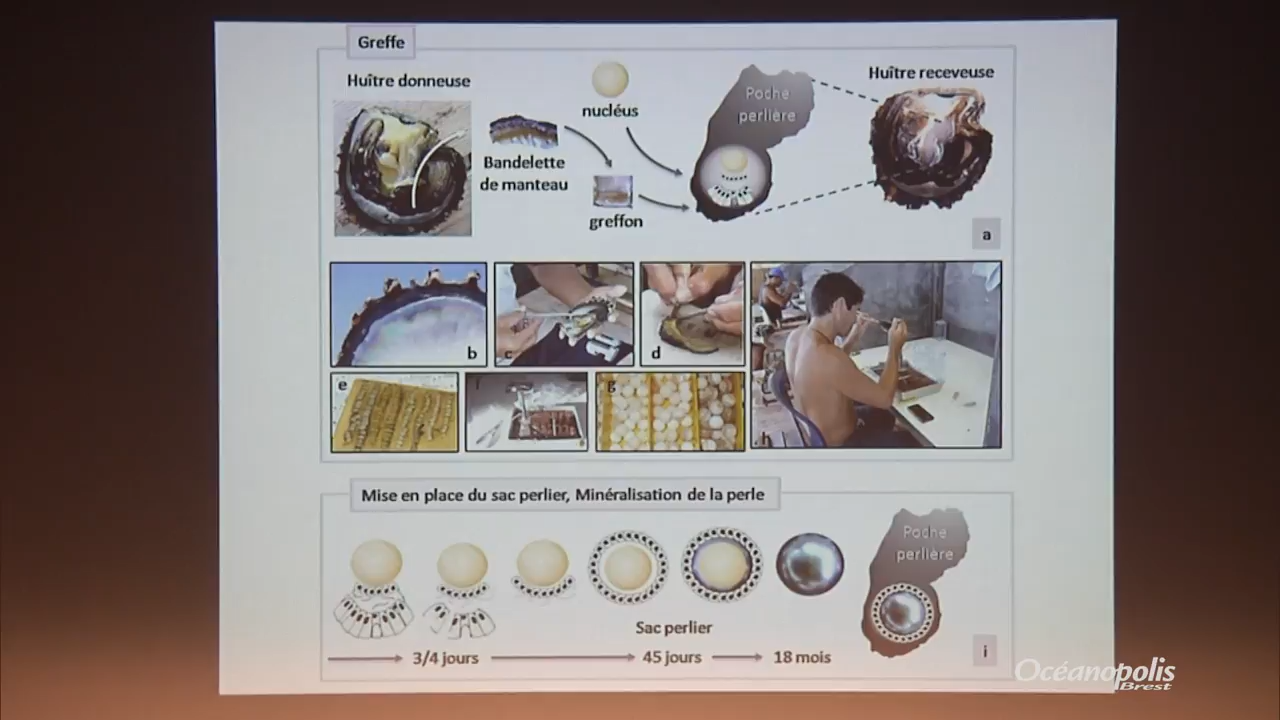 Greffe
Huître donneuse
nucléus
Poche
perlière
Huître receveuse
Bandelette
de manteau
greffon
a
b
c
d
e
f
g
h
Mise en place du sac perlier, Minéralisation de la perle
Poche
perlière
Sac perlier
3/4 jours
45 jours
18 mois
i
Océanopolis
Brest